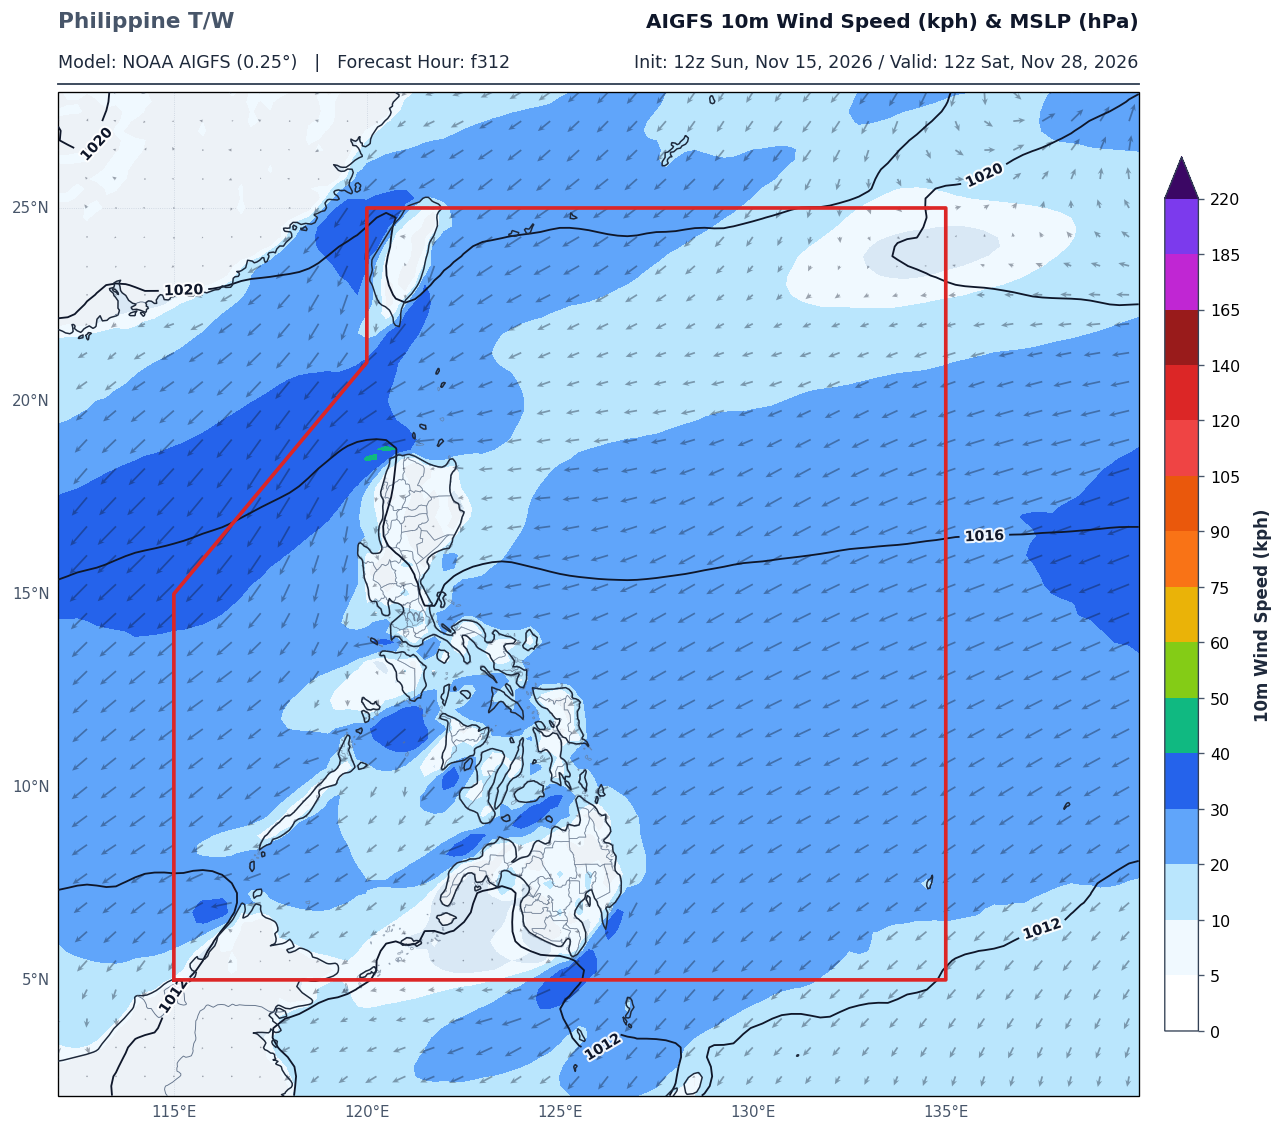 Philippine T/W
AIGFS 10m Wind Speed (kph) & MSLP (hPa)
Model: NOAA AIGFS (0.25°) | Forecast Hour: f312
Init: 12z Sun, Nov 15, 2026 / Valid: 12z Sat, Nov 28, 2026
1020
1020
1020
1016
1012
1012
1012
25°N
20°N
15°N
10°N
5°N
115°E
120°E
125°E
130°E
135°E
220
185
165
140
120
105
90
75
60
50
40
30
20
10
5
0
10m Wind Speed (kph)